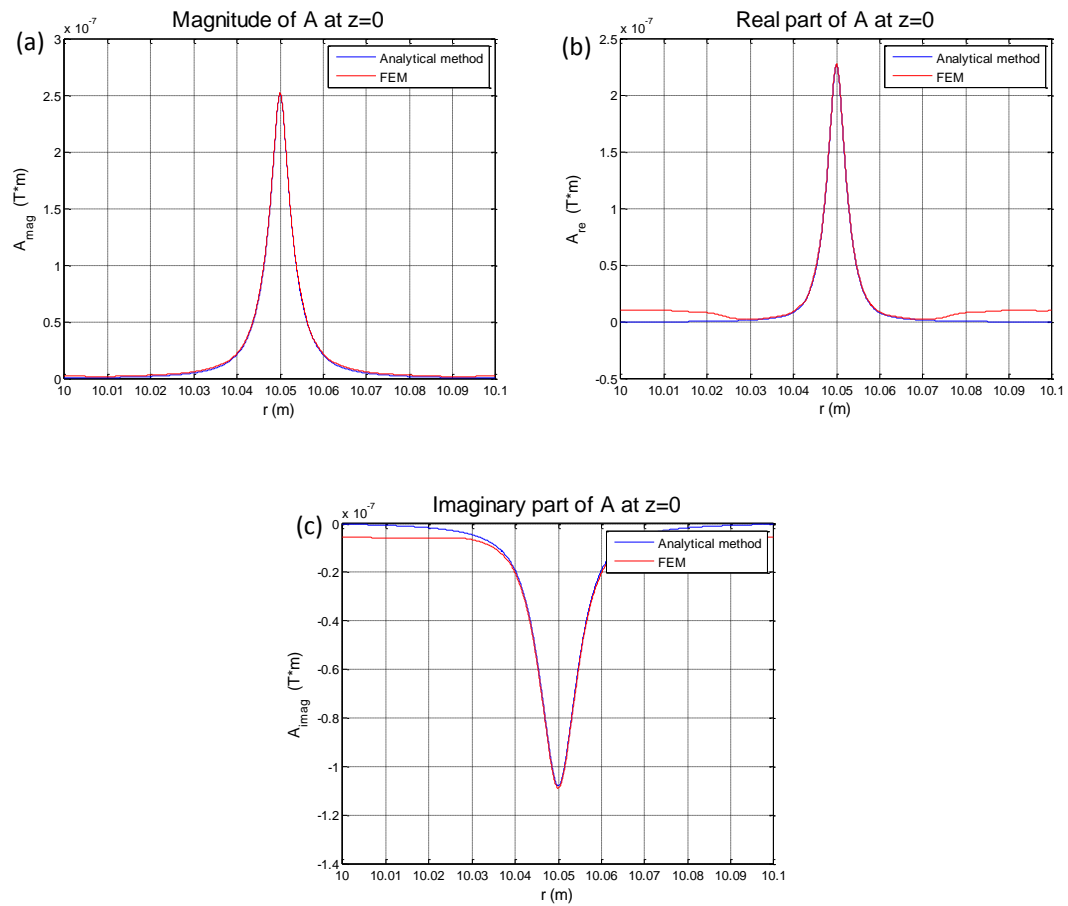 Magnitude of A at z=0
(a)
x 10⁻⁷
Analytical method
FEM
3
2.5
2
1.5
1
0.5
0
A_mag (T*m)
10 10.01 10.02 10.03 10.04 10.05 10.06 10.07 10.08 10.09 10.1
r (m)
Real part of A at z=0
(b)
x 10⁻⁷
Analytical method
FEM
2.5
2
1.5
1
0.5
0
-0.5
A_re (T*m)
10 10.01 10.02 10.03 10.04 10.05 10.06 10.07 10.08 10.09 10.1
r (m)
Imaginary part of A at z=0
(c)
x 10⁻⁷
Analytical method
FEM
0
-0.2
-0.4
-0.6
-0.8
-1
-1.2
-1.4
A_imag (T*m)
10 10.01 10.02 10.03 10.04 10.05 10.06 10.07 10.08 10.09 10.1
r (m)